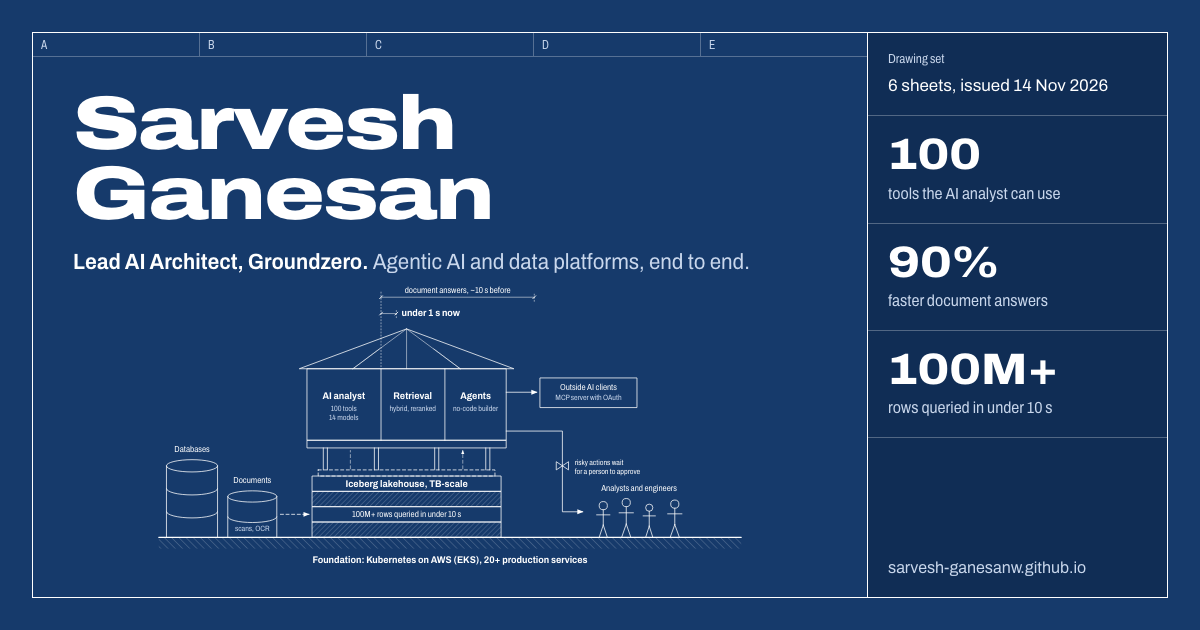 A
B
C
D
E
Sarvesh
Ganesan
Lead AI Architect, Groundzero. Agentic AI and data platforms, end to end.
document answers, ~10 s before
under 1 s now
AI analyst
100 tools
14 models
Retrieval
hybrid, reranked
Agents
no-code builder
Outside AI clients
MCP server with OAuth
risky actions wait
for a person to approve
Databases
Documents
scans, OCR
Iceberg lakehouse, TB-scale
100M+ rows queried in under 10 s
Analysts and engineers
Foundation: Kubernetes on AWS (EKS), 20+ production services
Drawing set
6 sheets, issued 14 Nov 2026
100
tools the AI analyst can use
90%
faster document answers
100M+
rows queried in under 10 s
sarvesh-ganesanw.github.io